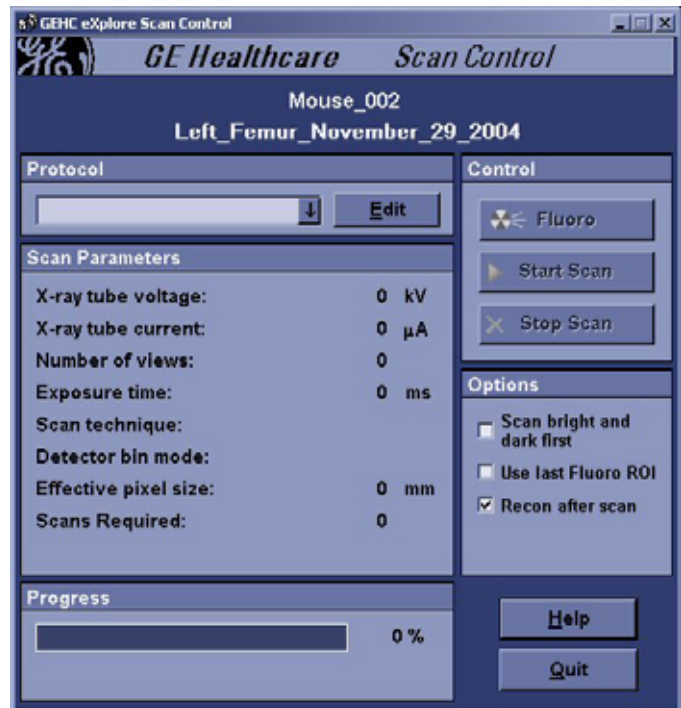 GEHC eXplore Scan Control
GE Healthcare Scan Control
Mouse_002
Left_Femur_November_29_2004
Protocol
Edit
Scan Parameters
X-ray tube voltage: 0 kV
X-ray tube current: 0 µA
Number of views: 0
Exposure time: 0 ms
Scan technique:
Detector bin mode:
Effective pixel size: 0 mm
Scans Required: 0
Progress
0 %
Control
Fluoro
Start Scan
Stop Scan
Options
Scan bright and
dark first
Use last Fluoro ROI
Recon after scan
Help
Quit